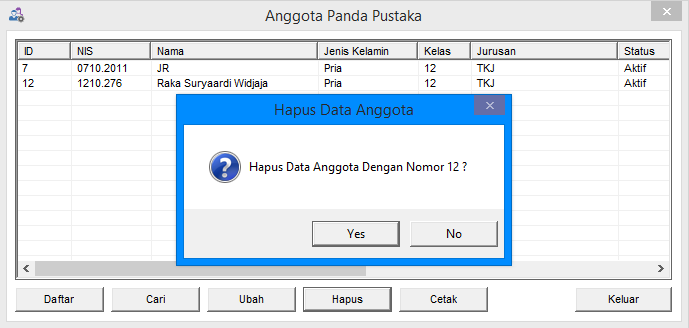 Anggota Panda Pustaka
ID NIS Nama Jenis Kelamin Kelas Jurusan Status
7 0710.2011 JR Pria 12 TKJ Aktif
12 1210.276 Raka Suryaardi Widjaja Pria 12 TKJ Aktif
Hapus Data Anggota
Hapus Data Anggota Dengan Nomor 12 ?
Yes No
Daftar Cari Ubah Hapus Cetak Keluar